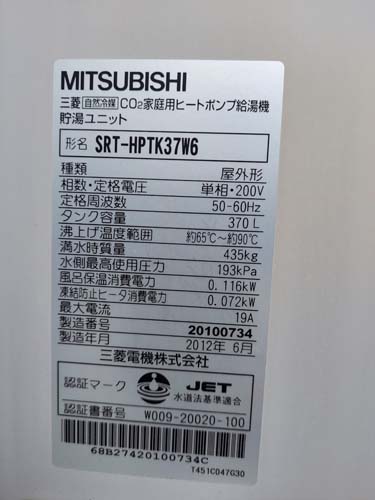 MITSUBISHI
三菱 自然冷媒 CO₂家庭用ヒートポンプ給湯機
貯湯ユニット
形名 SRT-HPTK37W6
種類 屋外形
相数・定格電圧 単相・200V
定格周波数 50-60Hz
タンク容量 370L
沸上げ温度範囲 約65℃～約90℃
満水時質量 435kg
水側最高使用圧力 193kPa
風呂保温消費電力 0.116kW
凍結防止ヒータ消費電力 0.072kW
最大電流 19A
製造番号 20100734
製造年月 2012年 6月
三菱電機株式会社
認証マーク JET
水道法基準適合
認証書番号 W009-20020-100
68B27420100734C
T451C047G30